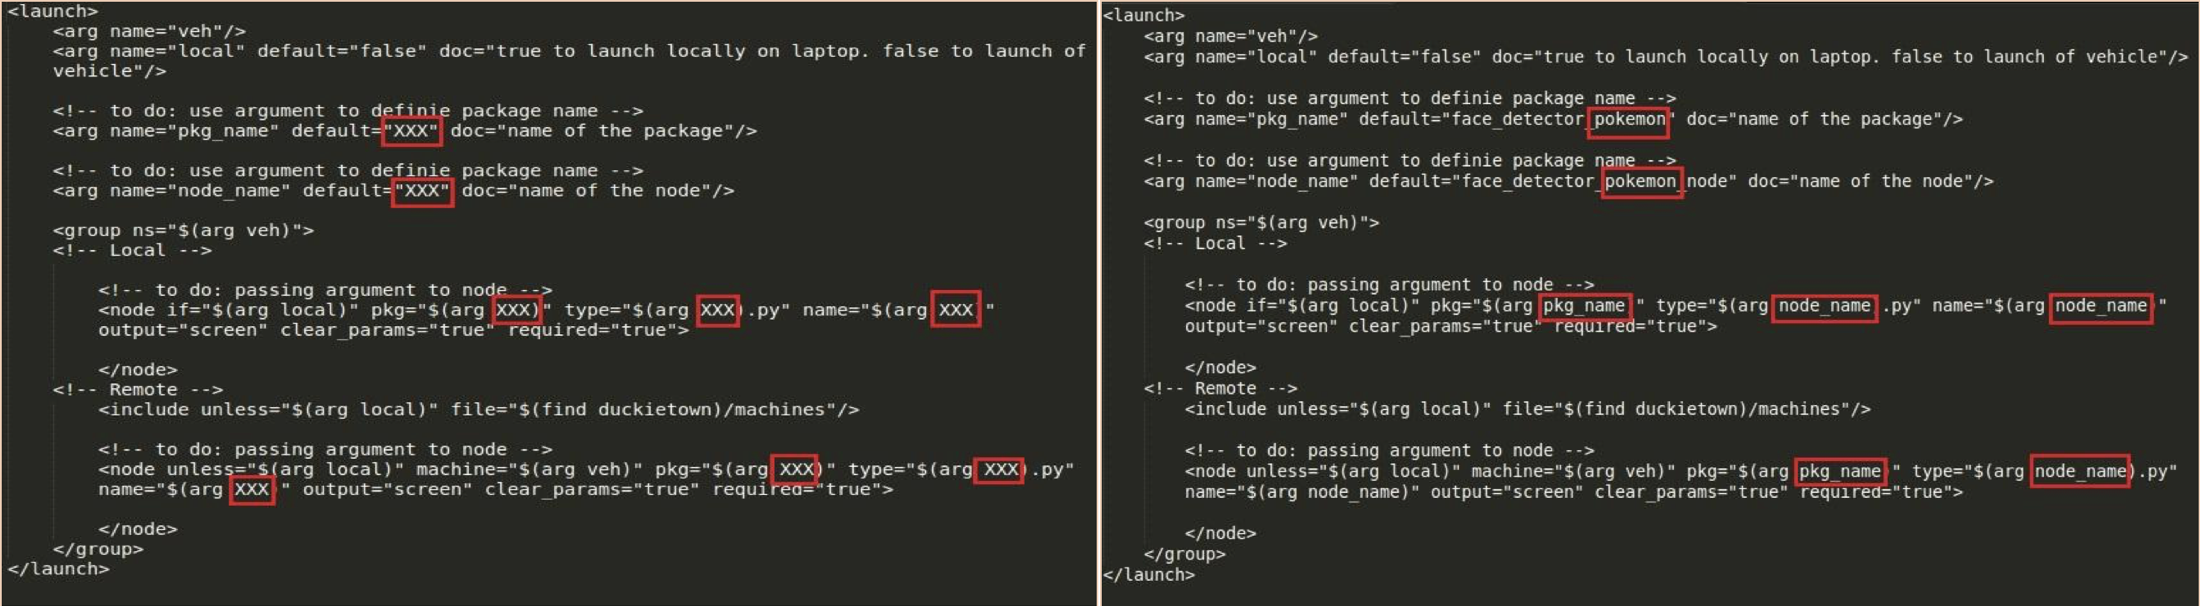 <launch>
<arg name="veh"/>
<arg name="local" default="false" doc="true to launch locally on laptop. false to launch of
vehicle"/>
<!-- to do: use argument to definie package name -->
<arg name="pkg_name" default="XXX" doc="name of the package"/>
<!-- to do: use argument to definie package name -->
<arg name="node_name" default="XXX" doc="name of the node"/>
<group ns="$(arg veh)">
<!-- Local -->
<!-- to do: passing argument to node -->
<node if="$(arg local)" pkg="$(arg XXX)" type="$(arg XXX).py" name="$(arg XXX)"
output="screen" clear_params="true" required="true">
</node>
<!-- Remote -->
<include unless="$(arg local)" file="$(find duckietown)/machines"/>
<!-- to do: passing argument to node -->
<node unless="$(arg local)" machine="$(arg veh)" pkg="$(arg XXX)" type="$(arg XXX).py"
name="$(arg XXX)" output="screen" clear_params="true" required="true">
</node>
</group>
</launch>
<launch>
<arg name="veh"/>
<arg name="local" default="false" doc="true to launch locally on laptop. false to launch of vehicle"/>
<!-- to do: use argument to definie package name -->
<arg name="pkg_name" default="face_detector_pokemon" doc="name of the package"/>
<!-- to do: use argument to definie package name -->
<arg name="node_name" default="face_detector_pokemon_node" doc="name of the node"/>
<group ns="$(arg veh)">
<!-- Local -->
<!-- to do: passing argument to node -->
<node if="$(arg local)" pkg="$(arg pkg_name)" type="$(arg node_name).py" name="$(arg node_name)"
output="screen" clear_params="true" required="true">
</node>
<!-- Remote -->
<include unless="$(arg local)" file="$(find duckietown)/machines"/>
<!-- to do: passing argument to node -->
<node unless="$(arg local)" machine="$(arg veh)" pkg="$(arg pkg_name)" type="$(arg node_name).py"
name="$(arg node_name)" output="screen" clear_params="true" required="true">
</node>
</group>
</launch>